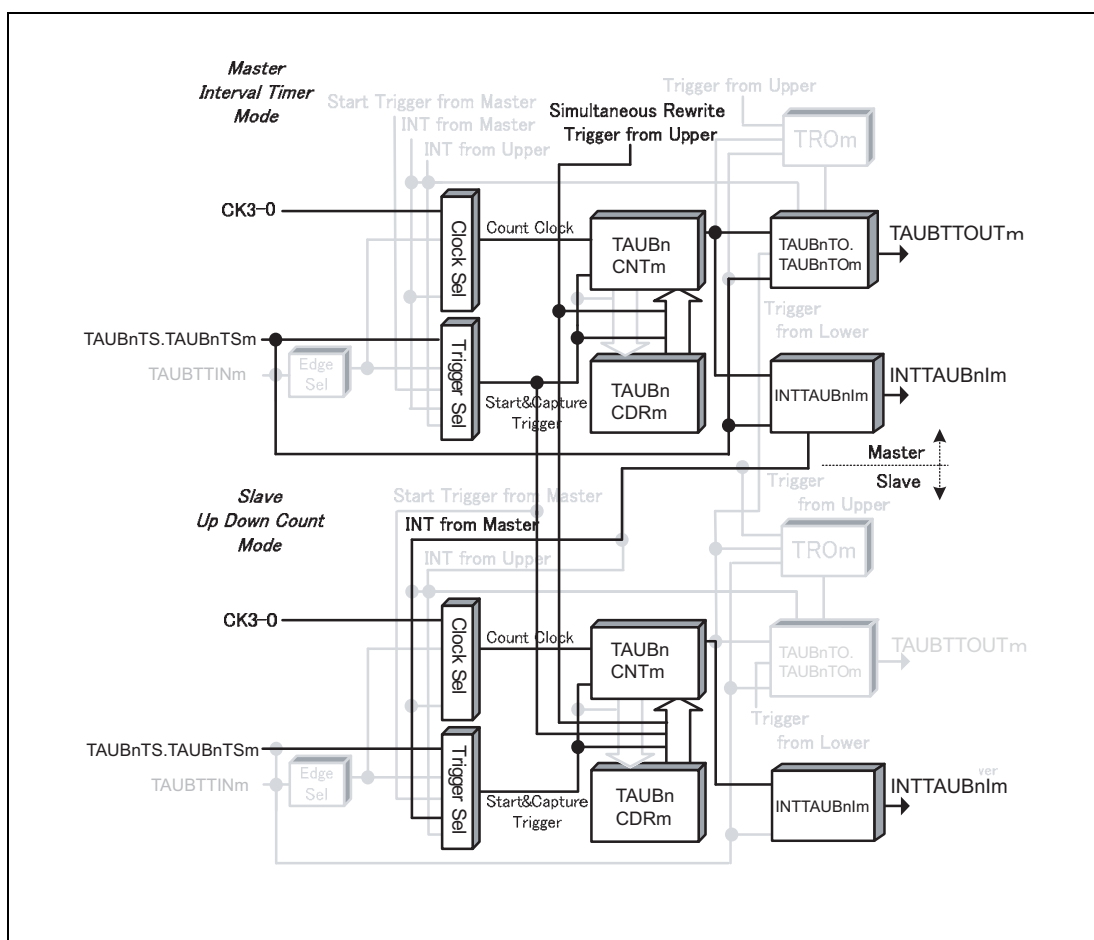 Master
Interval Timer
Mode
Start Trigger from Master
INT from Master
INT from Upper
Simultaneous Rewrite
Trigger from Upper
Trigger from Upper
TROm
CK3-0
Clock Sel
Count Clock
TAUBn
CNTm
TAUBnTO.
TAUBnTOm
TAUBTTOUTm
Trigger
from Lower
TAUBnTS.TAUBnTSm
TAUBTTINm
Edge
Sel
Trigger Sel
Start&Capture
Trigger
TAUBn
CDRm
INTTAUBnIm
INTTAUBnIm
Master
Slave
Slave
Up Down Count
Mode
Start Trigger from Master
INT from Master
INT from Upper
Trigger
from Upper
TROm
CK3-0
Clock Sel
Count Clock
TAUBn
CNTm
TAUBnTO.
TAUBnTOm
TAUBTTOUTm
Trigger
from Lower
TAUBnTS.TAUBnTSm
TAUBTTINm
Edge
Sel
Trigger Sel
Start&Capture
Trigger
TAUBn
CDRm
INTTAUBnIm
ver
INTTAUBnIm